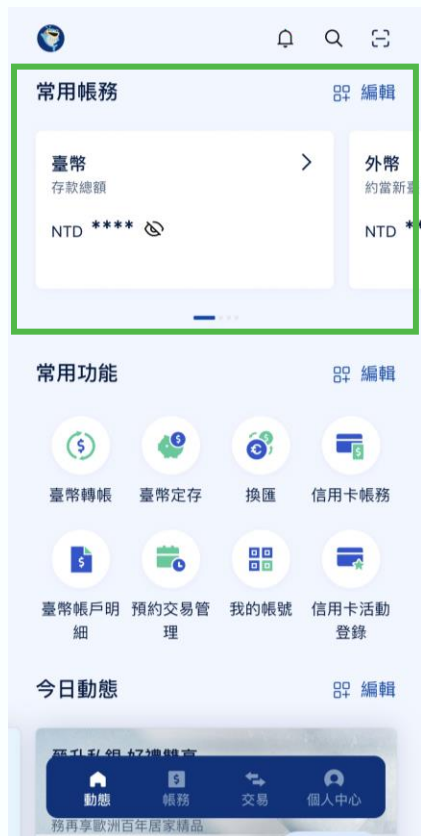 常用帳務 編輯
臺幣 外幣
存款總額 約當新
NTD **** NTD *
常用功能 編輯
臺幣轉帳 臺幣定存 換匯 信用卡帳務
臺幣帳戶明 預約交易管 我的帳號 信用卡活動
細 理 登錄
今日動態 編輯
動態 帳務 交易 個人中心
務再享歐洲百年居家精品